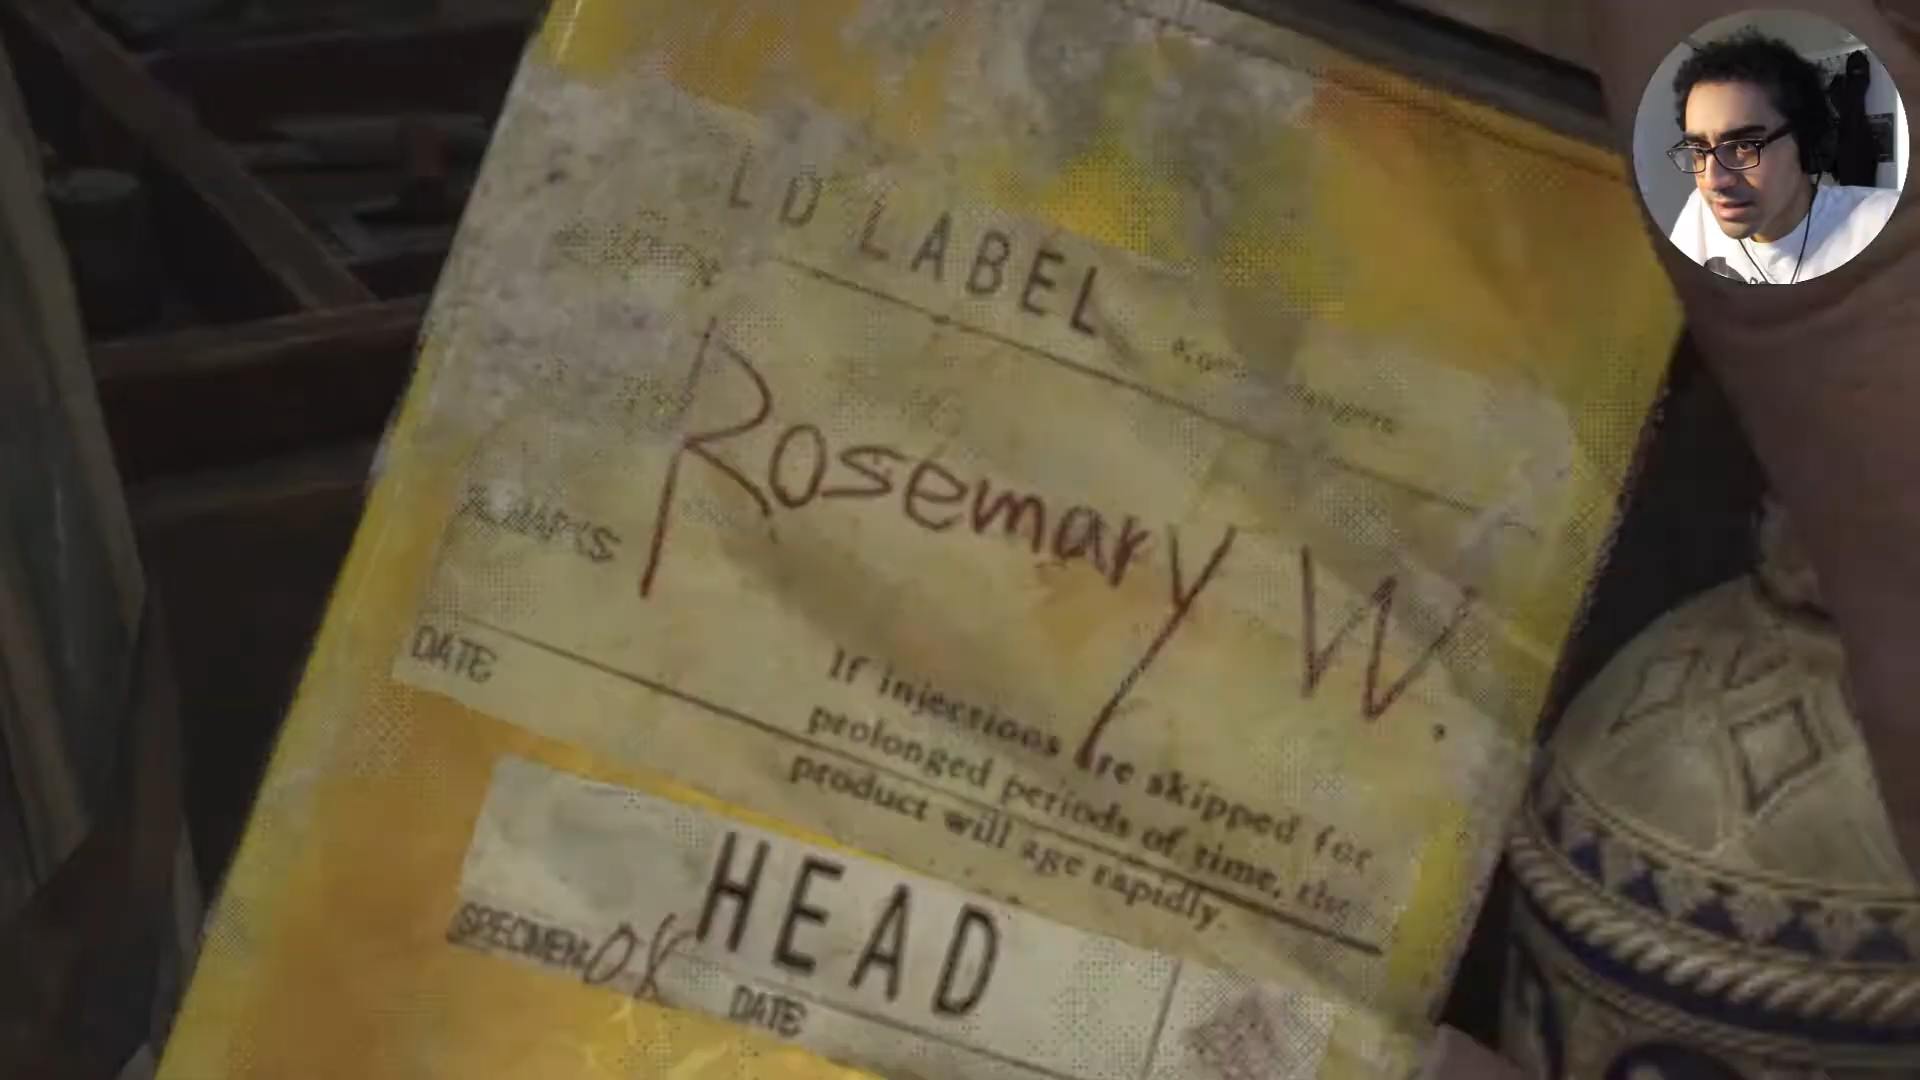 LD LABEL
Rosemary W.
DATE
If injections are skipped for
prolonged periods of time, the
product will age rapidly.
HEAD
SPECIMEN 08
DATE